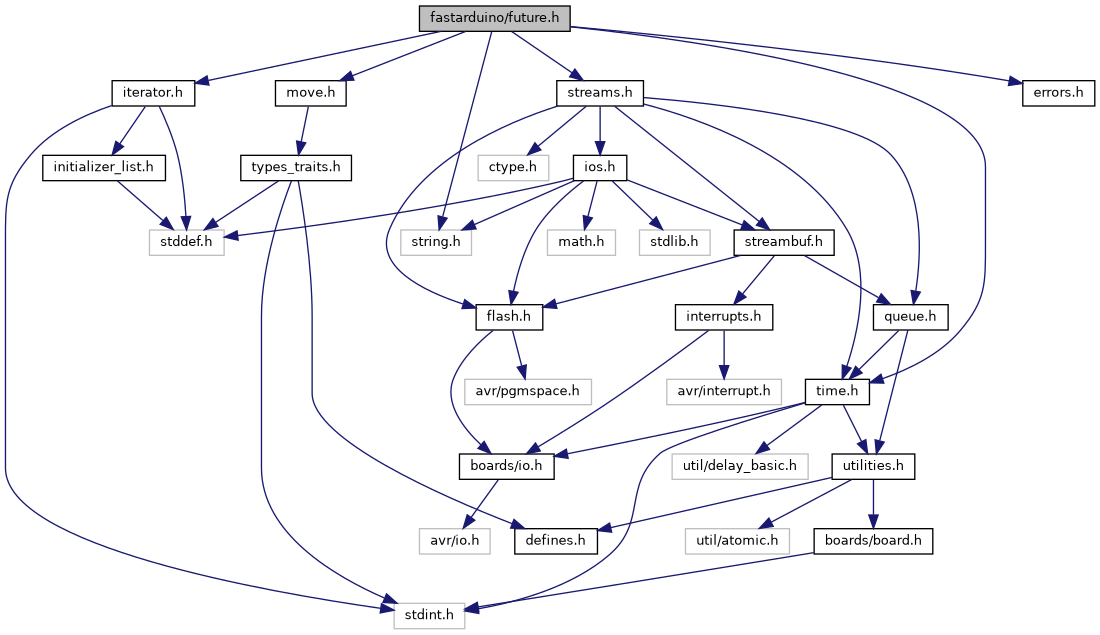 fastarduino/future.h
iterator.h
move.h
streams.h
errors.h
initializer_list.h
types_traits.h
ctype.h
ios.h
stddef.h
string.h
math.h
stdlib.h
streambuf.h
flash.h
interrupts.h
queue.h
avr/pgmspace.h
avr/interrupt.h
time.h
boards/io.h
util/delay_basic.h
utilities.h
avr/io.h
defines.h
util/atomic.h
boards/board.h
stdint.h